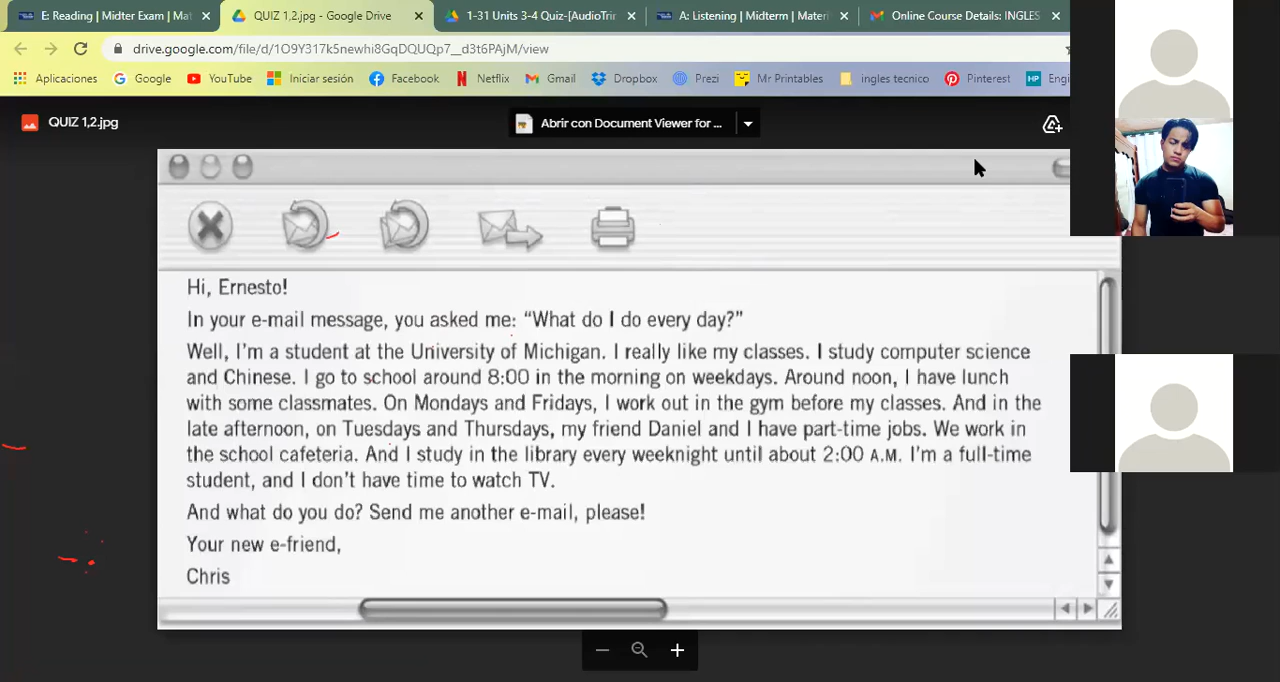 E: Reading | Midter Exam | Mat
QUIZ 1,2.jpg - Google Drive
1-31 Units 3-4 Quiz-[AudioTrim
A: Listening | Midterm | Materi
Online Course Details: INGLES
drive.google.com/file/d/1O9Y317k5newhi8GqDQUQp7__d3t6PAjM/view
Aplicaciones
Google
YouTube
Iniciar sesión
Facebook
Netflix
Gmail
Dropbox
Prezi
Mr Printables
ingles tecnico
Pinterest
Engi
QUIZ 1,2.jpg
Abrir con Document Viewer for ...
Hi, Ernesto!
In your e-mail message, you asked me: “What do I do every day?”
Well, I'm a student at the University of Michigan. I really like my classes. I study computer science
and Chinese. I go to school around 8:00 in the morning on weekdays. Around noon, I have lunch
with some classmates. On Mondays and Fridays, I work out in the gym before my classes. And in the
late afternoon, on Tuesdays and Thursdays, my friend Daniel and I have part-time jobs. We work in
the school cafeteria. And I study in the library every weeknight until about 2:00 A.M. I'm a full-time
student, and I don't have time to watch TV.
And what do you do? Send me another e-mail, please!
Your new e-friend,
Chris